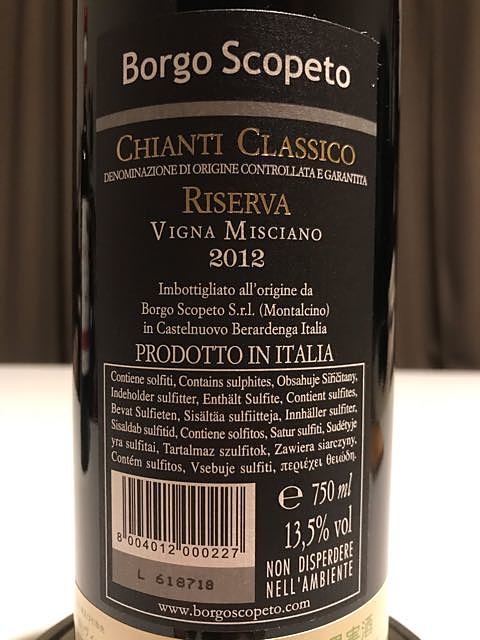 Borgo Scopeto
CHIANTI CLASSICO
DENOMINAZIONE DI ORIGINE CONTROLLATA E GARANTITA
RISERVA
VIGNA MISCIANO
2012
Imbottigliato all'origine da
Borgo Scopeto S.r.l. (Montalcino)
in Castelnuovo Berardenga Italia
PRODOTTO IN ITALIA
Contiene solfiti, Contains sulphites, Obsahuje Siřičitany,
Indeholder sulfitter, Enthält Sulfite, Contient sulfites,
Bevat Sulfieten, Sisältäa sulfiitteja, Innhäller sulfiter,
Sisaldab sulfitid, Contiene solfitos, Satur sulfiti, Sudétyje
yra sulfitai, Tartalmaz szulfitok, Zawiera siarczyny,
Contém sulfitos, Vsebuje sulfiti, περιέχει θειώδη.
e 750 ml
13,5% vol
NON DISPERDERE
NELL'AMBIENTE
8 004012 000227
L 618718
www.borgoscopeto.com